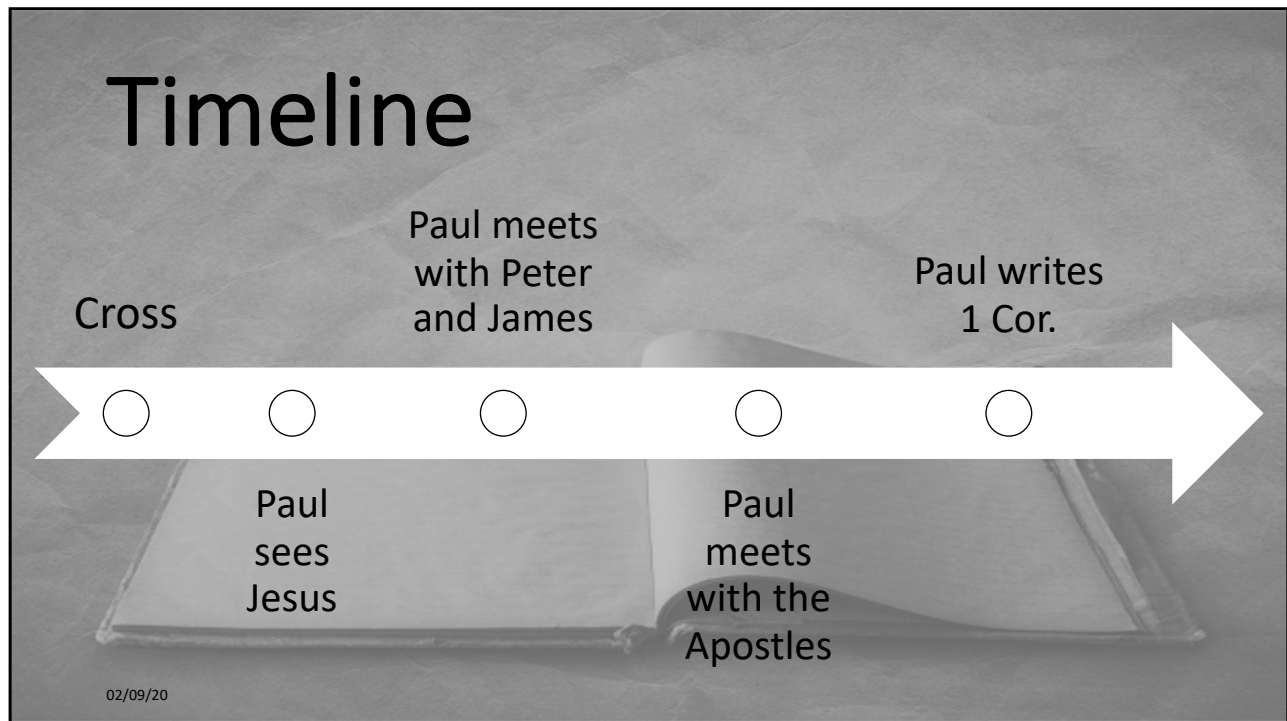 Timeline
Cross
Paul
sees
Jesus
Paul meets
with Peter
and James
Paul
meets
with the
Apostles
Paul writes
1 Cor.
02/09/20